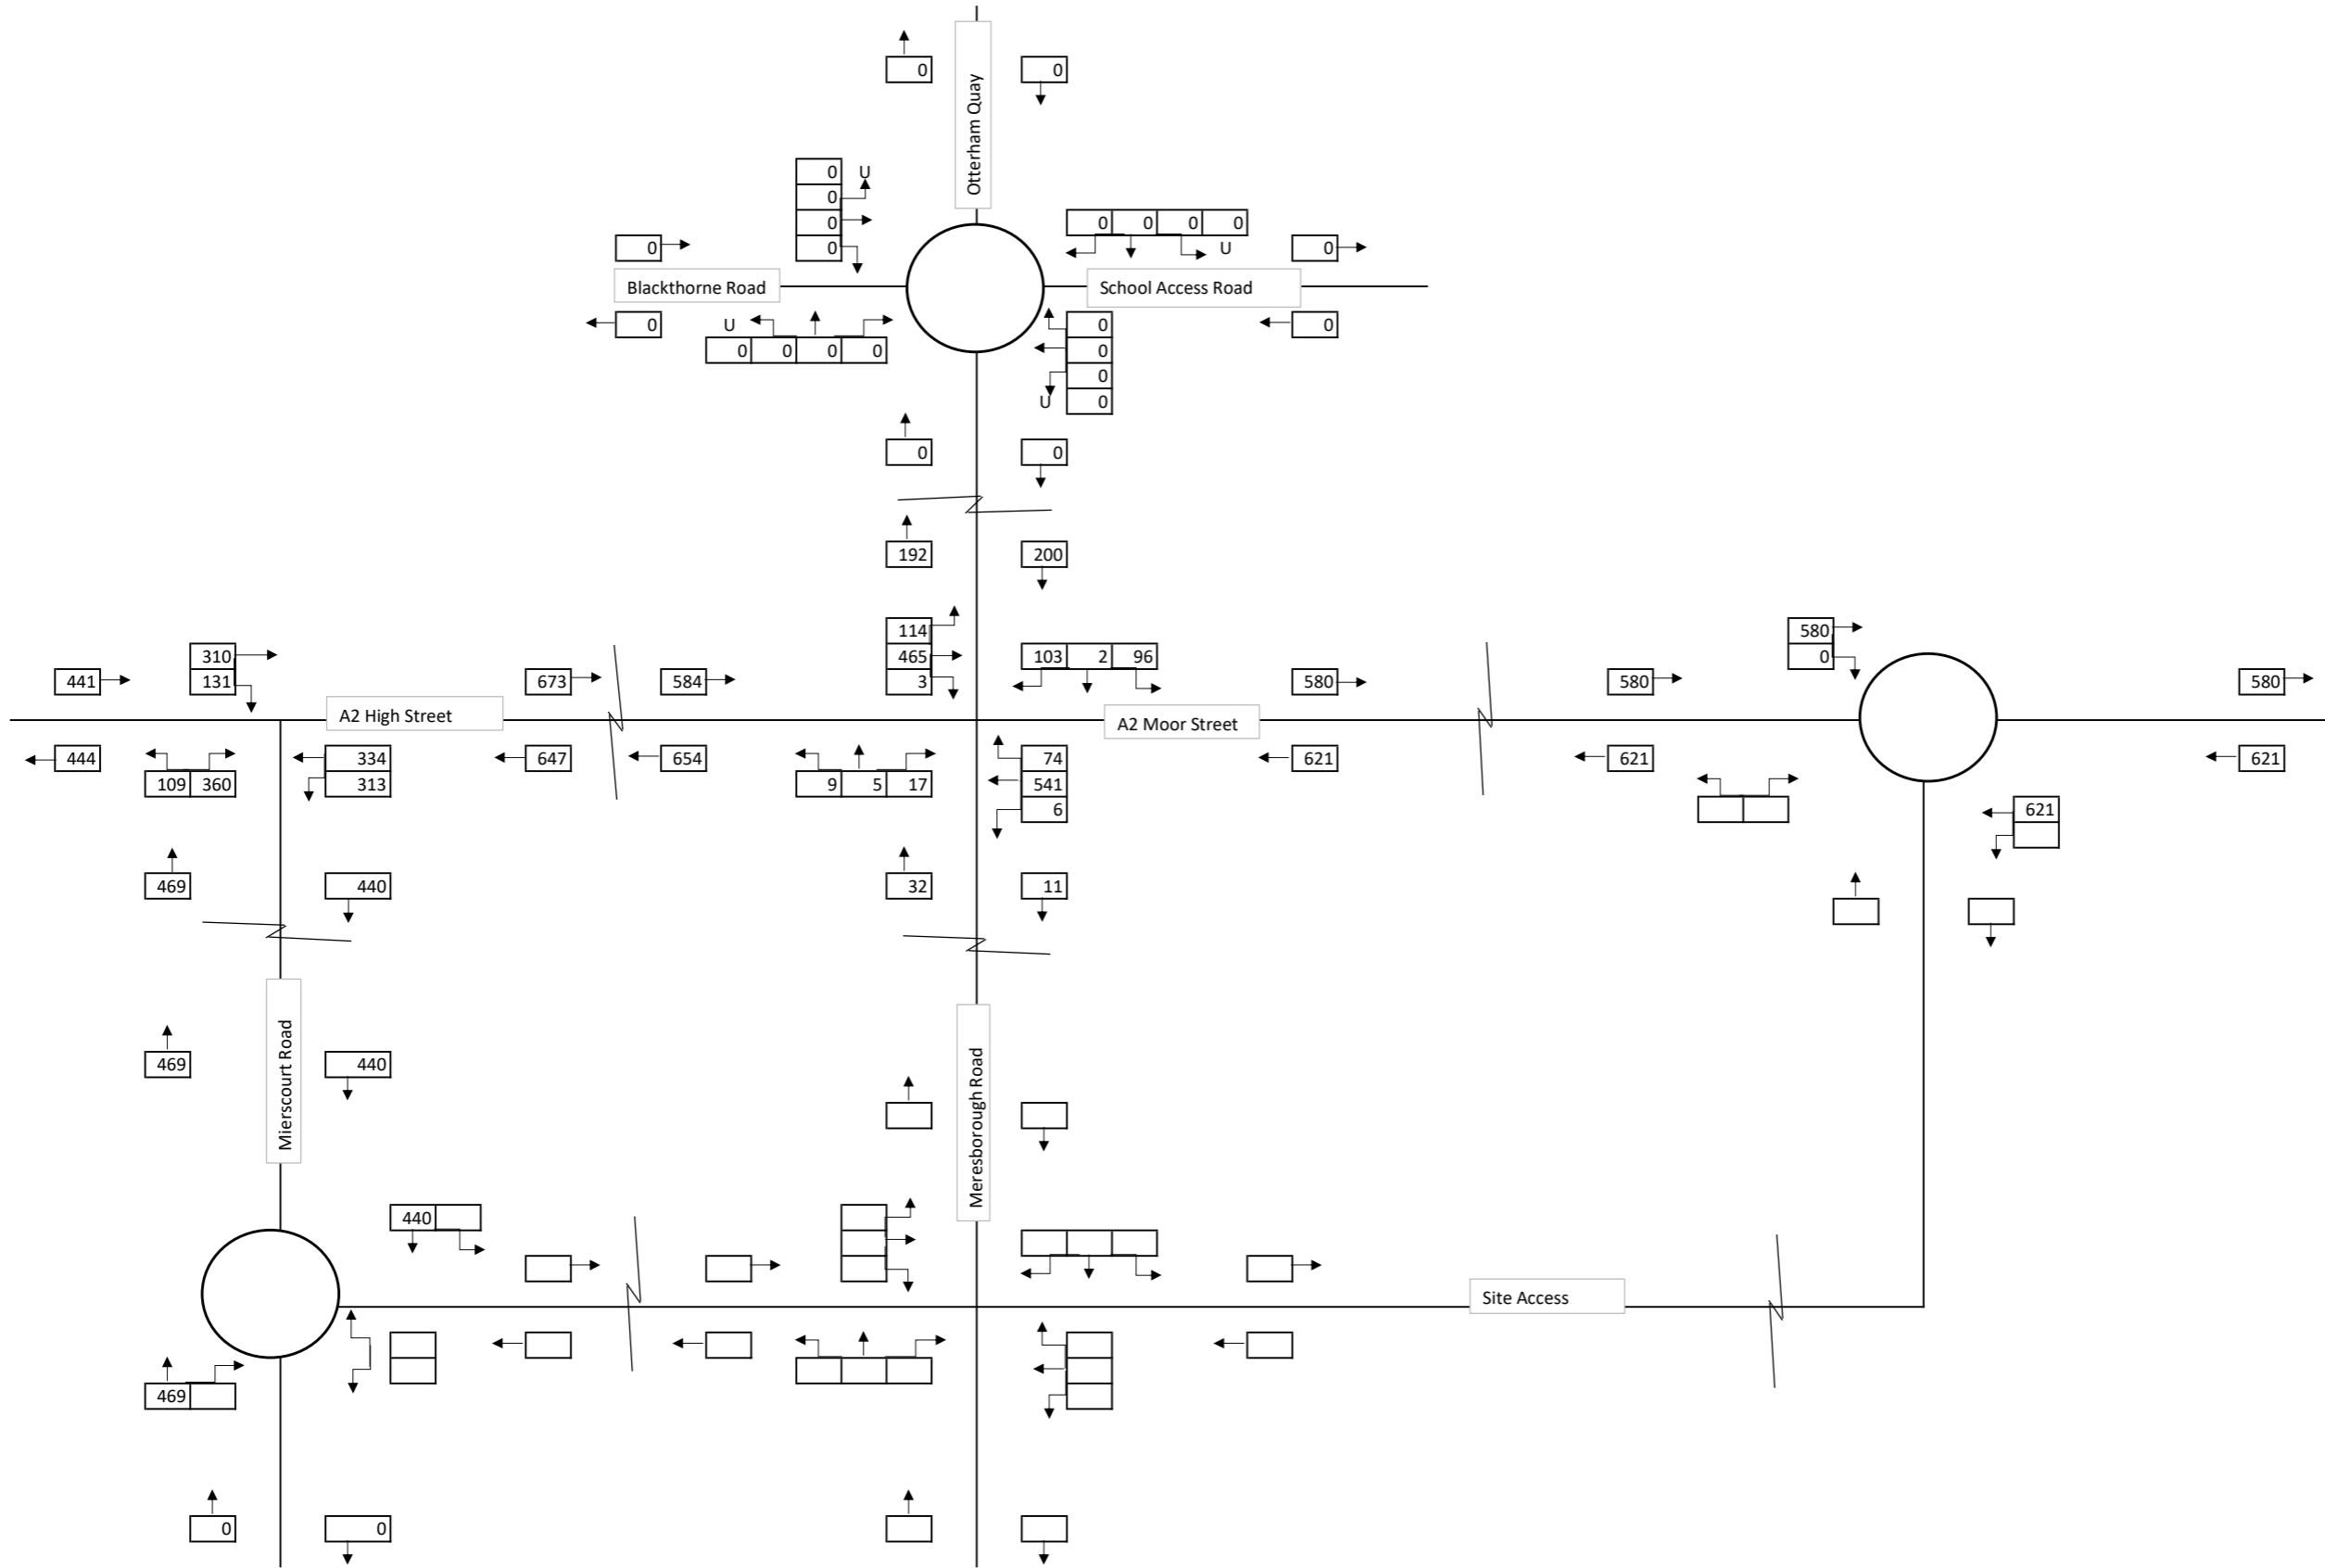 0 0
Otterham Quay
0 U
0
0
0
0 0 0 0
U
0
0
Blackthorne Road
School Access Road
0
U
0 0 0 0
0
0
0
0
U
0
0 0
192 200
114
465
3
103 2 96
580
0
310
131
441
673
584
580
580
580
A2 High Street
A2 Moor Street
444
109 360
334
313
647
654
9 5 17
74
541
6
621
621
621
621
469 440
32 11
Mierscourt Road
469 440
Meresborough Road
440
Site Access
469
0 0